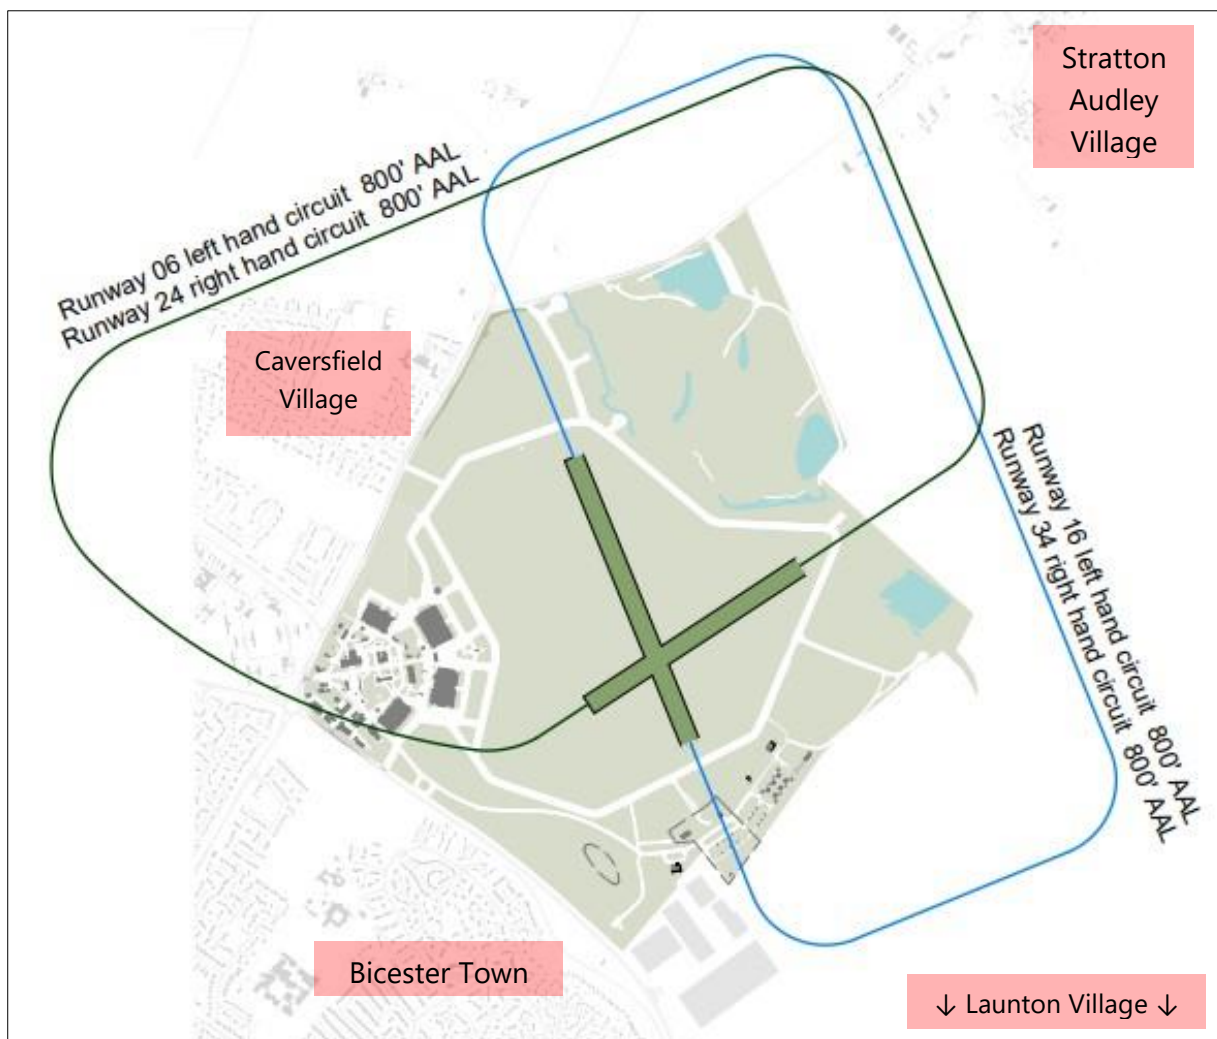 Stratton
Audley
Village
Runway 06 left hand circuit 800' AAL
Runway 24 right hand circuit 800' AAL
Caversfield
Village
Runway 16 left hand circuit 800' AAL
Runway 34 right hand circuit 800' AAL
Bicester Town
↓ Launton Village ↓